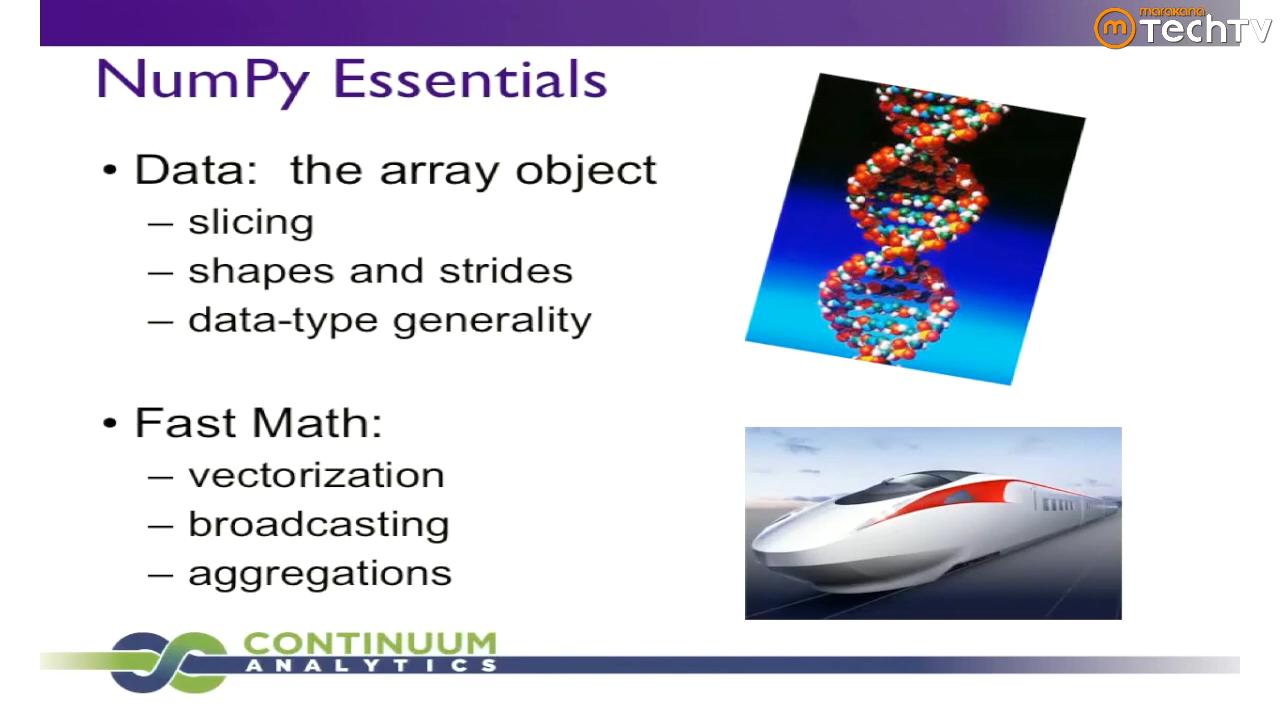 marakana
TechTV
NumPy Essentials
• Data: the array object
– slicing
– shapes and strides
– data-type generality
• Fast Math:
– vectorization
– broadcasting
– aggregations
CONTINUUM
ANALYTICS